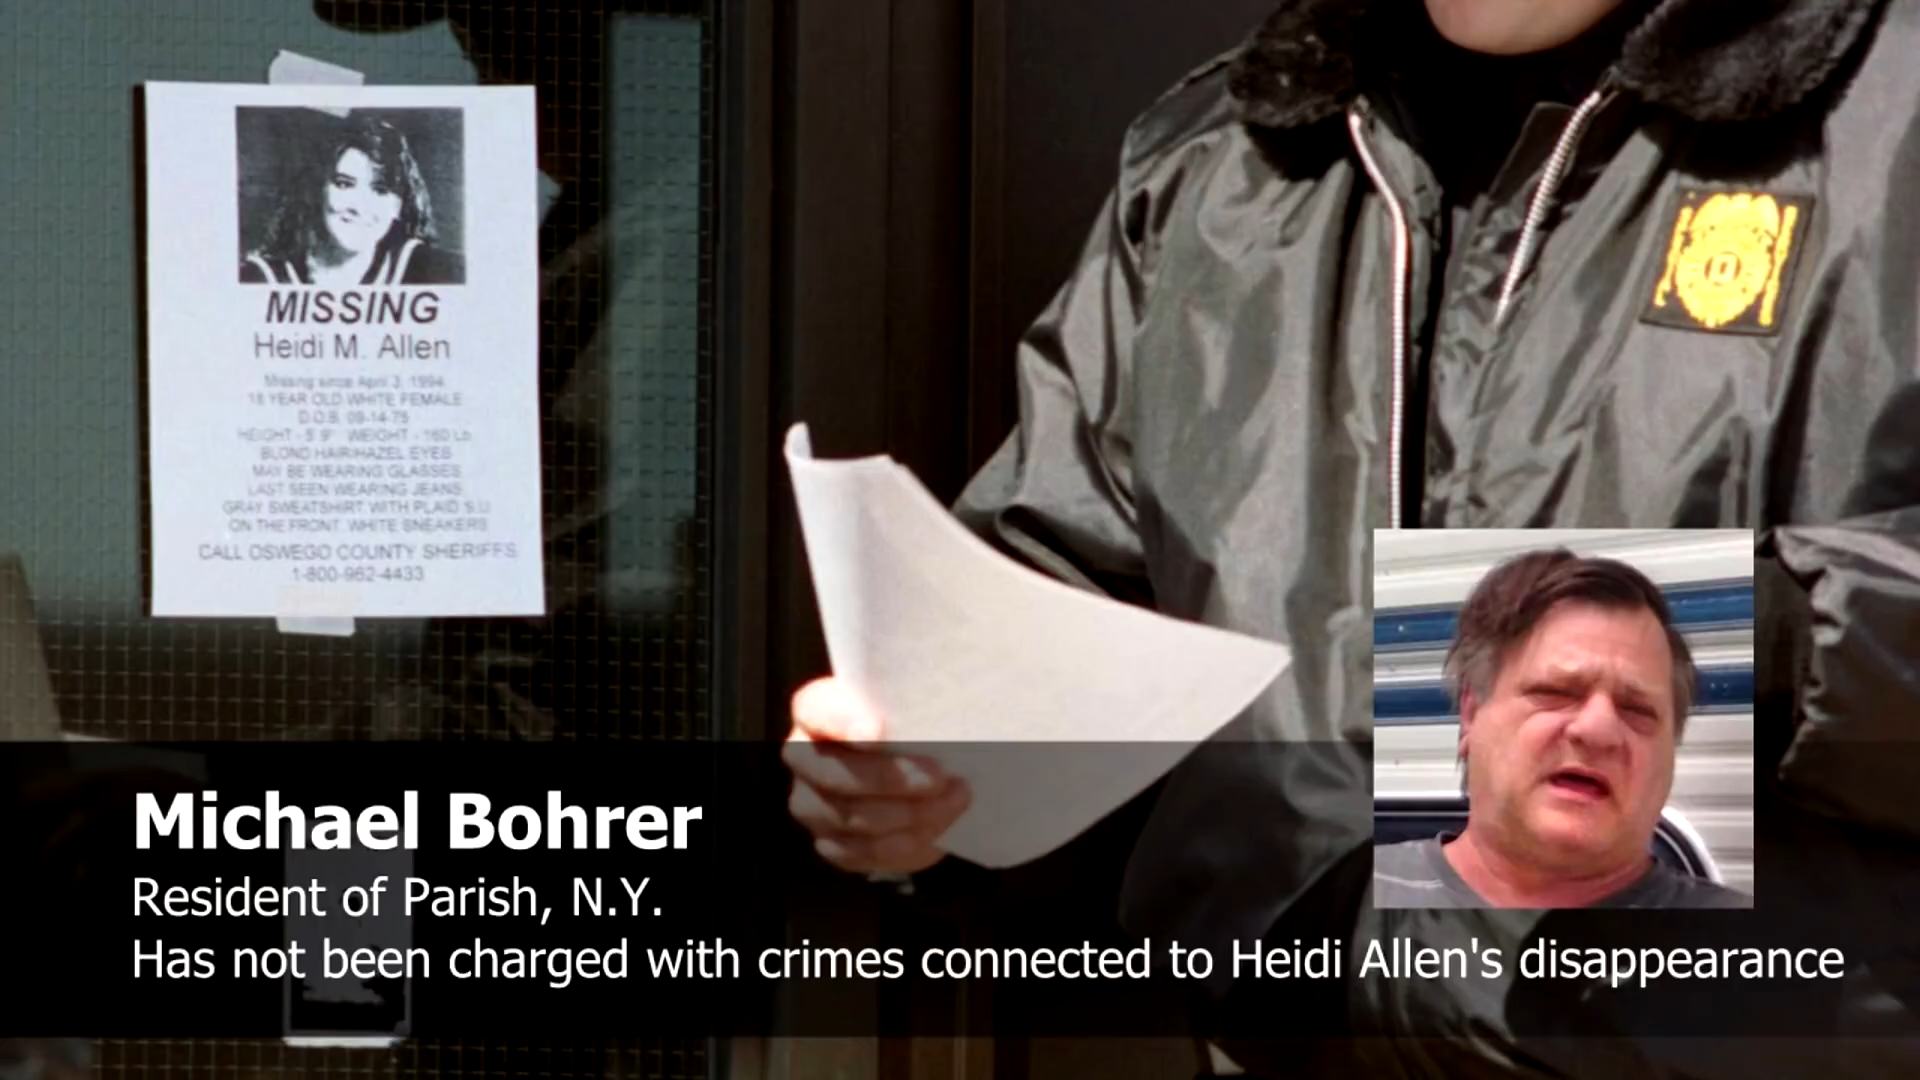 MISSING
Heidi M. Allen
Missing since April 3, 1994
18 YEAR OLD WHITE FEMALE
D.O.B. 09-14-75
HEIGHT - 5' 9" WEIGHT - 160 Lb
BLOND HAIR/HAZEL EYES
MAY BE WEARING GLASSES
LAST SEEN WEARING JEANS
GRAY SWEATSHIRT WITH PLAID S.U
ON THE FRONT, WHITE SNEAKERS
CALL OSWEGO COUNTY SHERIFFS
1-800-962-4433
Michael Bohrer
Resident of Parish, N.Y.
Has not been charged with crimes connected to Heidi Allen's disappearance